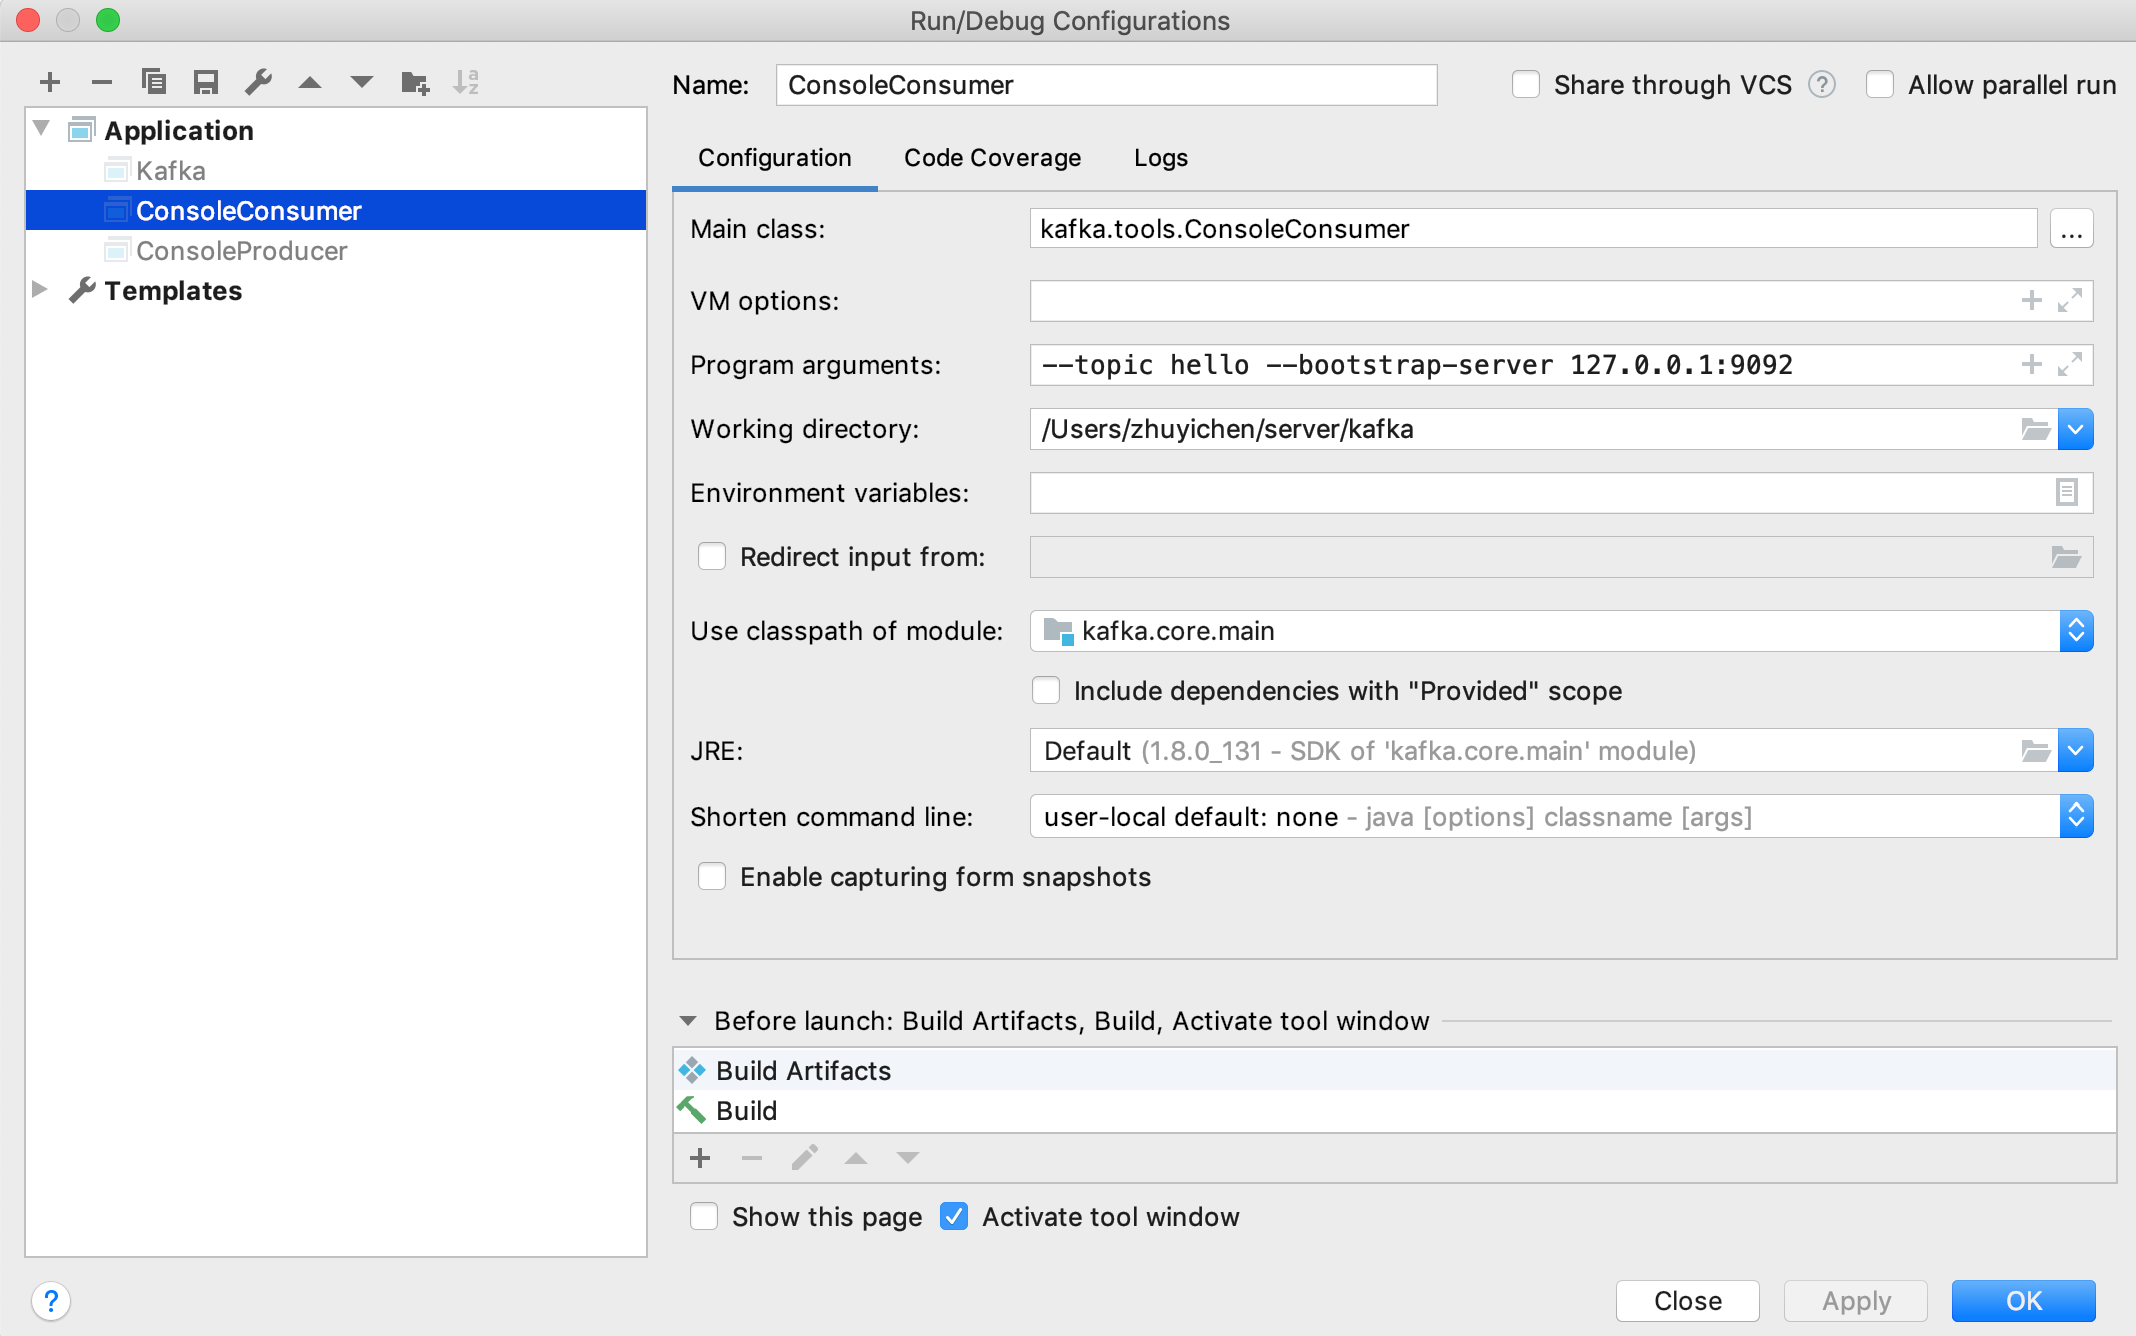 Run/Debug Configurations
Name: ConsoleConsumer Share through VCS ? Allow parallel run
Application
Kafka
ConsoleConsumer
ConsoleProducer
Templates
Configuration Code Coverage Logs
Main class: kafka.tools.ConsoleConsumer ...
VM options:
Program arguments: --topic hello --bootstrap-server 127.0.0.1:9092
Working directory: /Users/zhuyichen/server/kafka
Environment variables:
Redirect input from:
Use classpath of module: kafka.core.main
Include dependencies with "Provided" scope
JRE: Default (1.8.0_131 - SDK of 'kafka.core.main' module)
Shorten command line: user-local default: none - java [options] classname [args]
Enable capturing form snapshots
Before launch: Build Artifacts, Build, Activate tool window
Build Artifacts
Build
Show this page Activate tool window
? Close Apply OK